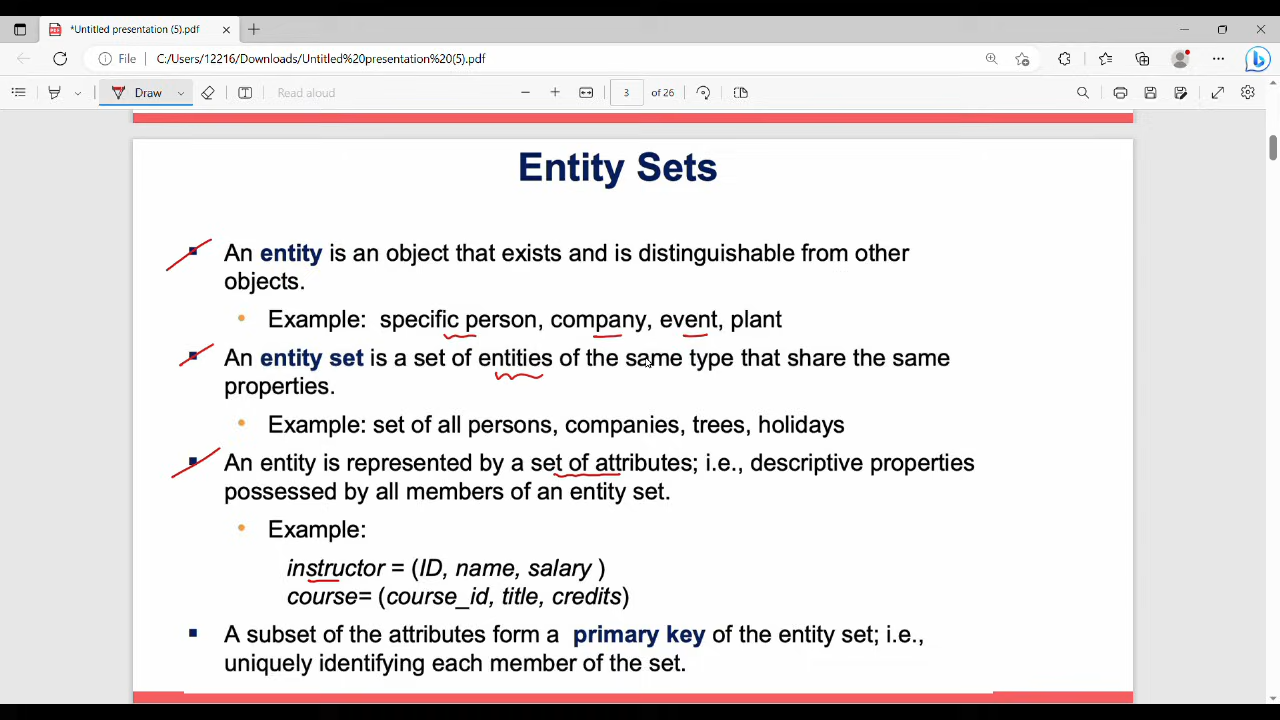 *Untitled presentation (5).pdf
File C:/Users/12216/Downloads/Untitled%20presentation%20(5).pdf
Draw Read aloud 3 of 26
Entity Sets
An entity is an object that exists and is distinguishable from other
objects.
Example: specific person, company, event, plant
An entity set is a set of entities of the same type that share the same
properties.
Example: set of all persons, companies, trees, holidays
An entity is represented by a set of attributes; i.e., descriptive properties
possessed by all members of an entity set.
Example:
instructor = (ID, name, salary )
course= (course_id, title, credits)
A subset of the attributes form a primary key of the entity set; i.e.,
uniquely identifying each member of the set.